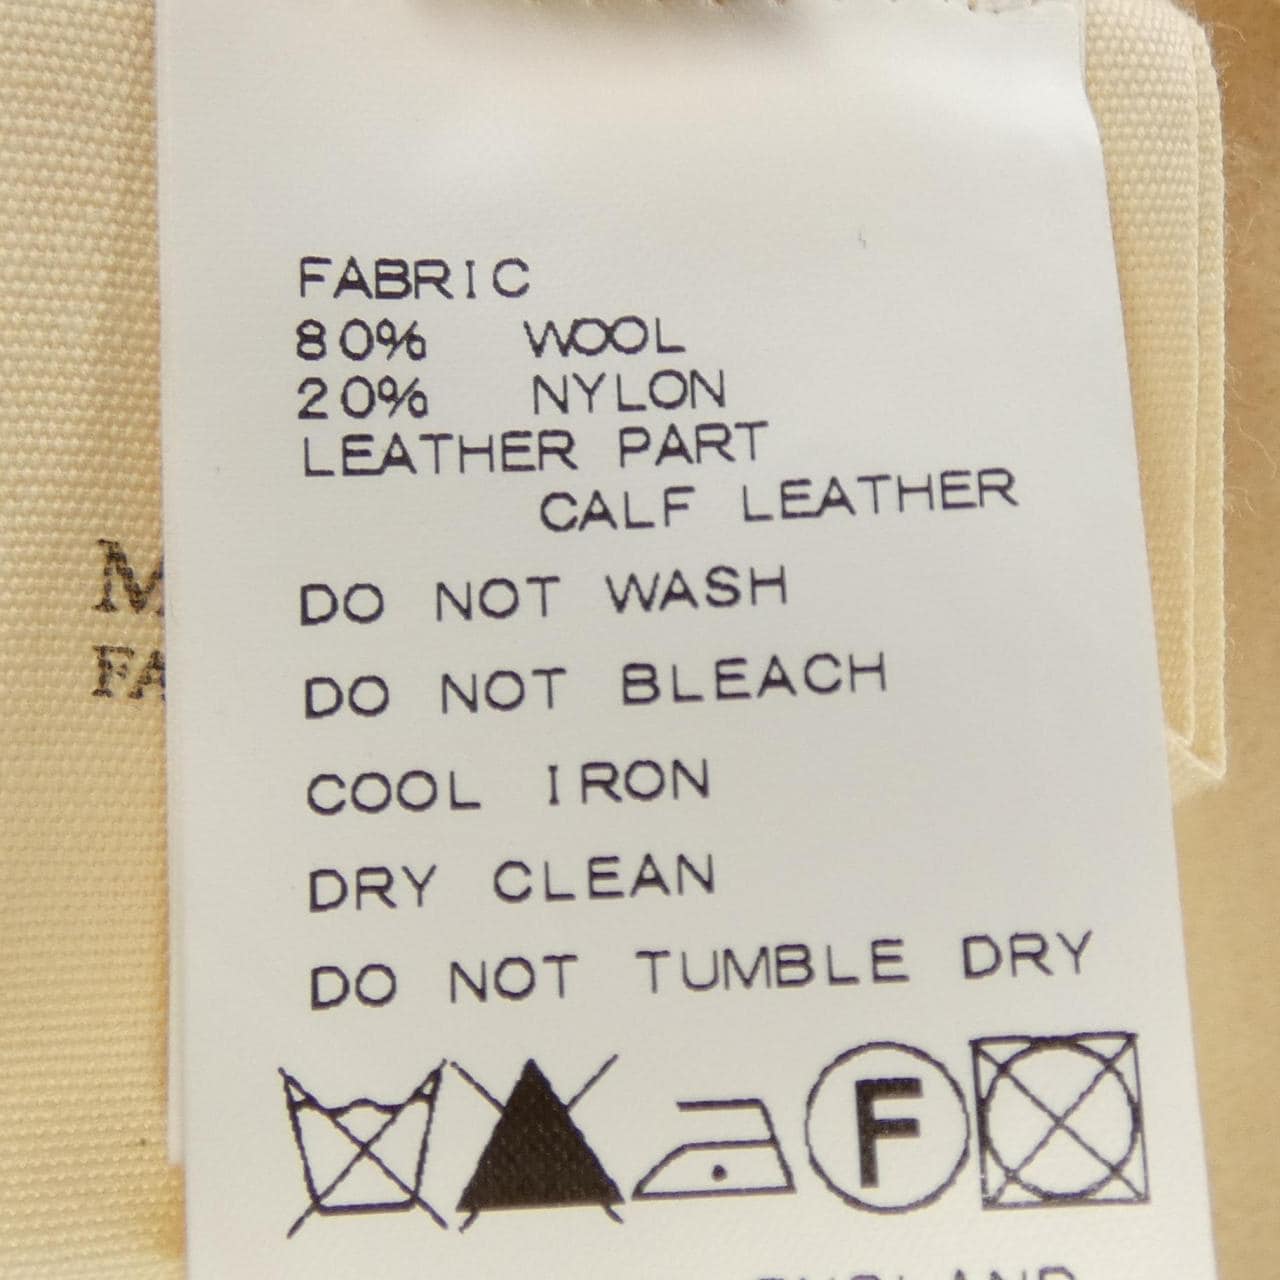 FABRIC
80% WOOL
20% NYLON
LEATHER PART
CALF LEATHER
DO NOT WASH
DO NOT BLEACH
COOL IRON
DRY CLEAN
DO NOT TUMBLE DRY
F